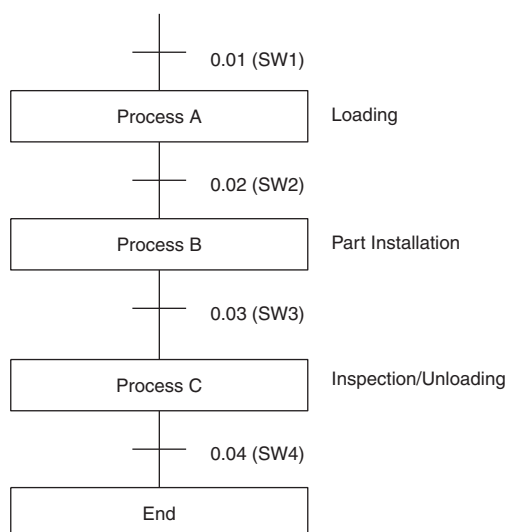 0.01 (SW1)
Process A
Loading
0.02 (SW2)
Process B
Part Installation
0.03 (SW3)
Process C
Inspection/Unloading
0.04 (SW4)
End